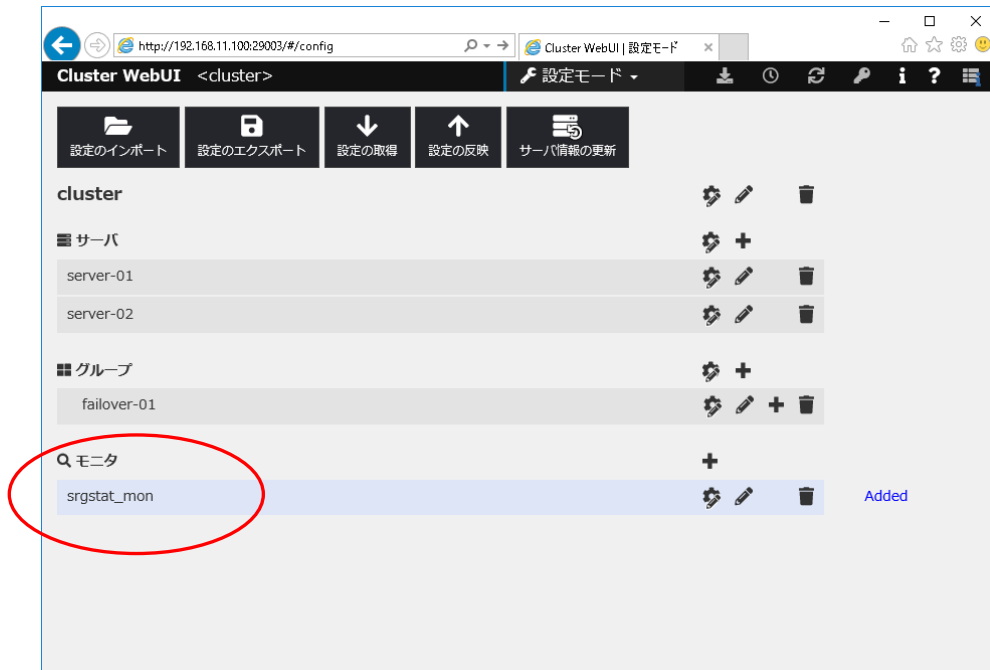 http://192.168.11.100:29003/#/config
Cluster WebUI | 設定モード
Cluster WebUI <cluster>
設定モード
設定のインポート
設定のエクスポート
設定の取得
設定の反映
サーバ情報の更新
cluster
サーバ
server-01
server-02
グループ
failover-01
モニタ
srgstat_mon
Added